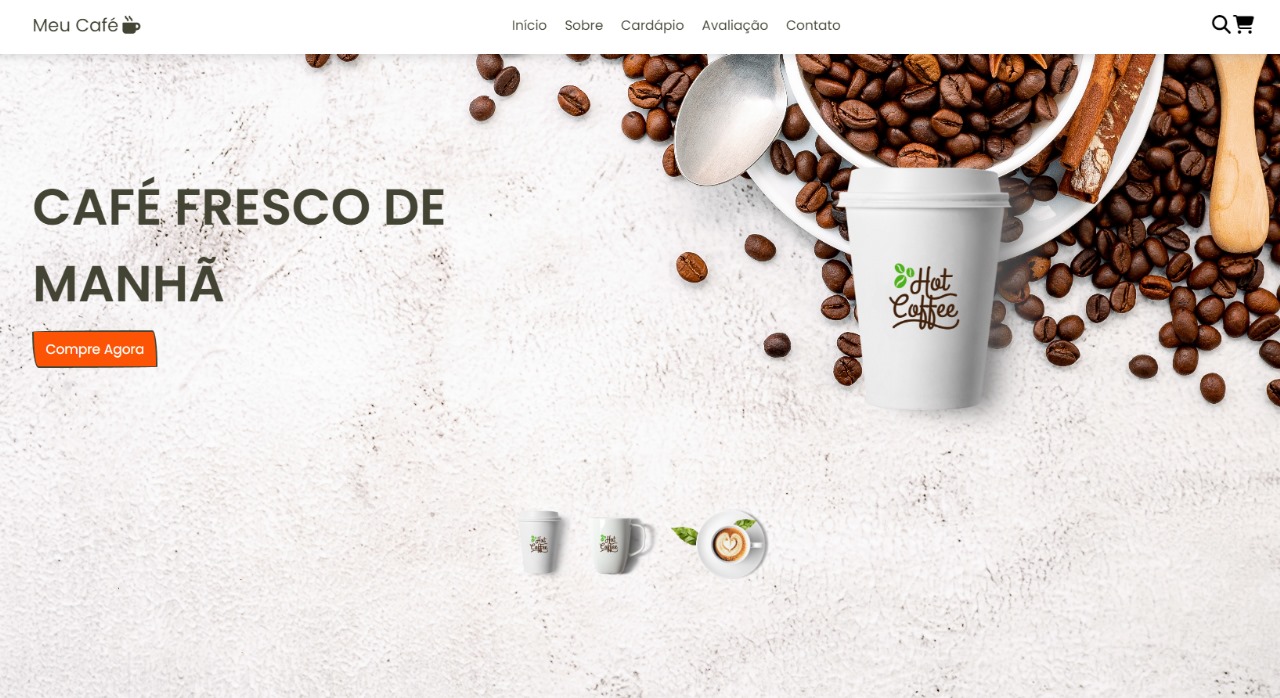 Meu Café
Início Sobre Cardápio Avaliação Contato
CAFÉ FRESCO DE
MANHÃ
Compre Agora
Hot
Coffee
Hot
Coffee
Hot
Coffee